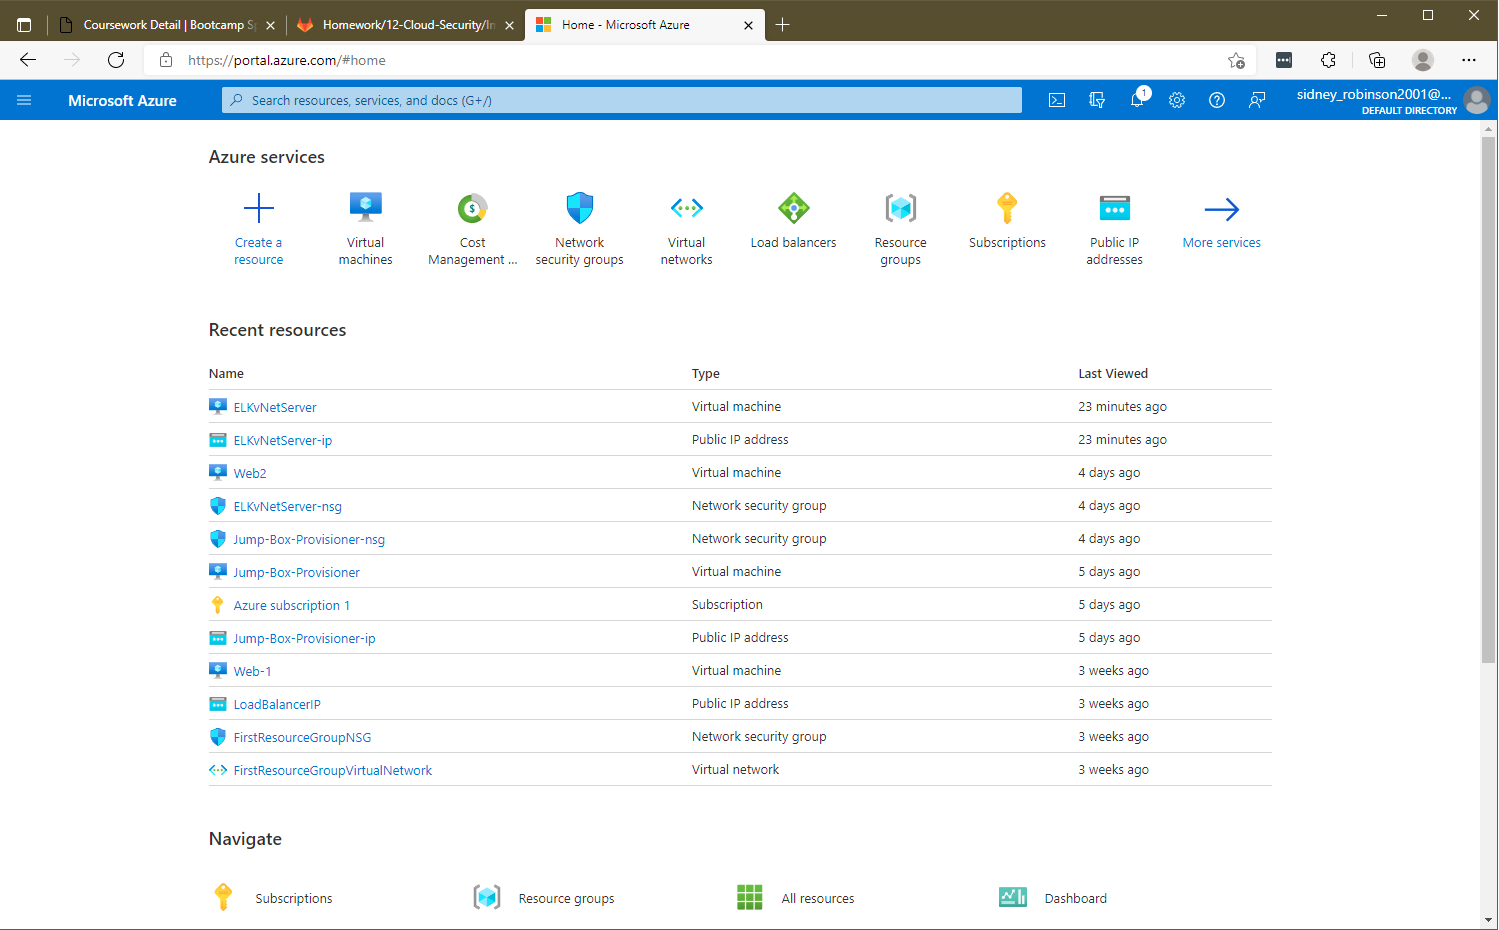 Coursework Detail | Bootcamp S
Homework/12-Cloud-Security/In
Home - Microsoft Azure
https://portal.azure.com/#home
Microsoft Azure
Search resources, services, and docs (G+/)
1
sidney_robinson2001@...
DEFAULT DIRECTORY
Azure services
Create a
resource
Virtual
machines
Cost
Management ...
Network
security groups
Virtual
networks
Load balancers
Resource
groups
Subscriptions
Public IP
addresses
More services
Recent resources
Name Type Last Viewed
ELKvNetServer Virtual machine 23 minutes ago
ELKvNetServer-ip Public IP address 23 minutes ago
Web2 Virtual machine 4 days ago
ELKvNetServer-nsg Network security group 4 days ago
Jump-Box-Provisioner-nsg Network security group 4 days ago
Jump-Box-Provisioner Virtual machine 5 days ago
Azure subscription 1 Subscription 5 days ago
Jump-Box-Provisioner-ip Public IP address 5 days ago
Web-1 Virtual machine 3 weeks ago
LoadBalancerIP Public IP address 3 weeks ago
FirstResourceGroupNSG Network security group 3 weeks ago
FirstResourceGroupVirtualNetwork Virtual network 3 weeks ago
Navigate
Subscriptions Resource groups All resources Dashboard